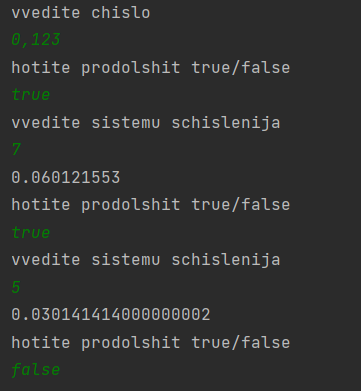 vvedite chislo
0,123
hotite prodolshit true/false
true
vvedite sistemu schislenija
7
0.060121553
hotite prodolshit true/false
true
vvedite sistemu schislenija
5
0.030141414000000002
hotite prodolshit true/false
false